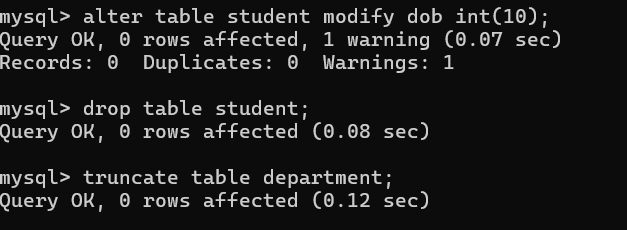 mysql> alter table student modify dob int(10);
Query OK, 0 rows affected, 1 warning (0.07 sec)
Records: 0  Duplicates: 0  Warnings: 1

mysql> drop table student;
Query OK, 0 rows affected (0.08 sec)

mysql> truncate table department;
Query OK, 0 rows affected (0.12 sec)